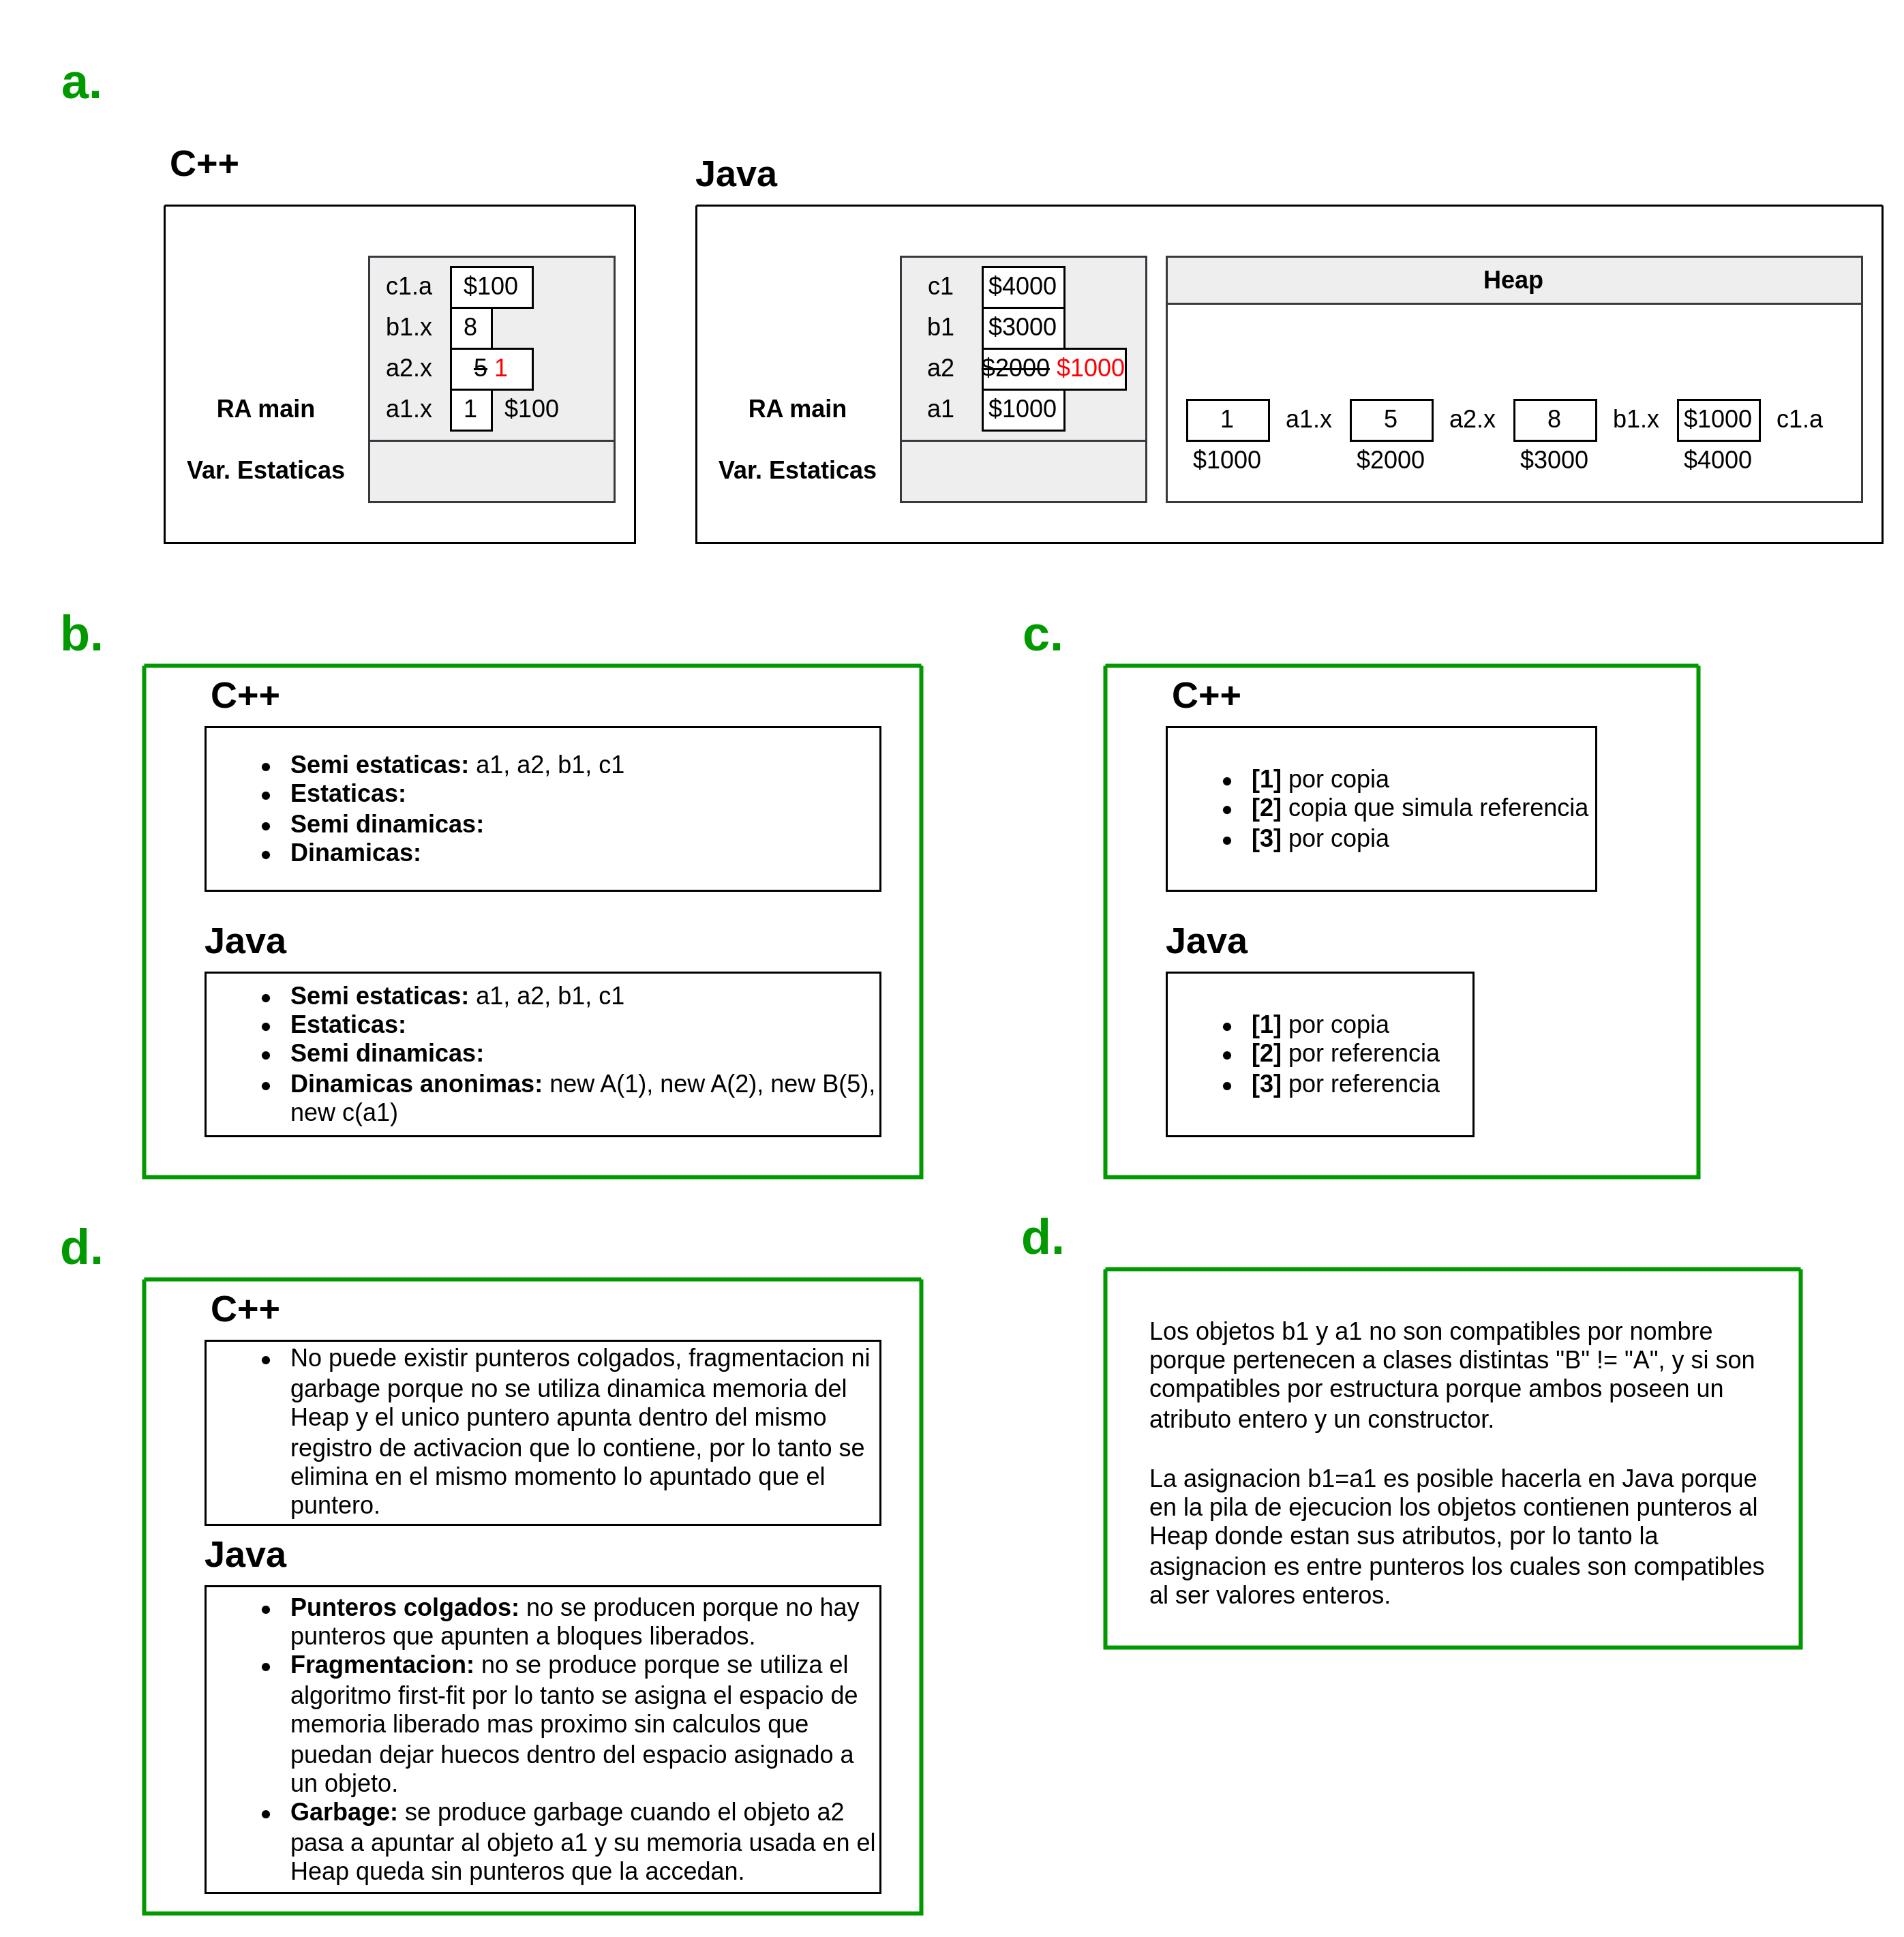 a.
C++
c1.a $100
b1.x 8
a2.x 5 1
RA main a1.x 1 $100
Var. Estaticas
Java
c1 $4000
b1 $3000
a2 $2000 $1000
RA main a1 $1000
Var. Estaticas
Heap
1 a1.x 5 a2.x 8 b1.x $1000 c1.a
$1000 $2000 $3000 $4000
b.
C++
• Semi estaticas: a1, a2, b1, c1
• Estaticas:
• Semi dinamicas:
• Dinamicas:
Java
• Semi estaticas: a1, a2, b1, c1
• Estaticas:
• Semi dinamicas:
• Dinamicas anonimas: new A(1), new A(2), new B(5),
new c(a1)
c.
C++
• [1] por copia
• [2] copia que simula referencia
• [3] por copia
Java
• [1] por copia
• [2] por referencia
• [3] por referencia
d.
C++
• No puede existir punteros colgados, fragmentacion ni
garbage porque no se utiliza dinamica memoria del
Heap y el unico puntero apunta dentro del mismo
registro de activacion que lo contiene, por lo tanto se
elimina en el mismo momento lo apuntado que el
puntero.
Java
• Punteros colgados: no se producen porque no hay
punteros que apunten a bloques liberados.
• Fragmentacion: no se produce porque se utiliza el
algoritmo first-fit por lo tanto se asigna el espacio de
memoria liberado mas proximo sin calculos que
puedan dejar huecos dentro del espacio asignado a
un objeto.
• Garbage: se produce garbage cuando el objeto a2
pasa a apuntar al objeto a1 y su memoria usada en el
Heap queda sin punteros que la accedan.
d.
Los objetos b1 y a1 no son compatibles por nombre
porque pertenecen a clases distintas "B" != "A", y si son
compatibles por estructura porque ambos poseen un
atributo entero y un constructor.
La asignacion b1=a1 es posible hacerla en Java porque
en la pila de ejecucion los objetos contienen punteros al
Heap donde estan sus atributos, por lo tanto la
asignacion es entre punteros los cuales son compatibles
al ser valores enteros.